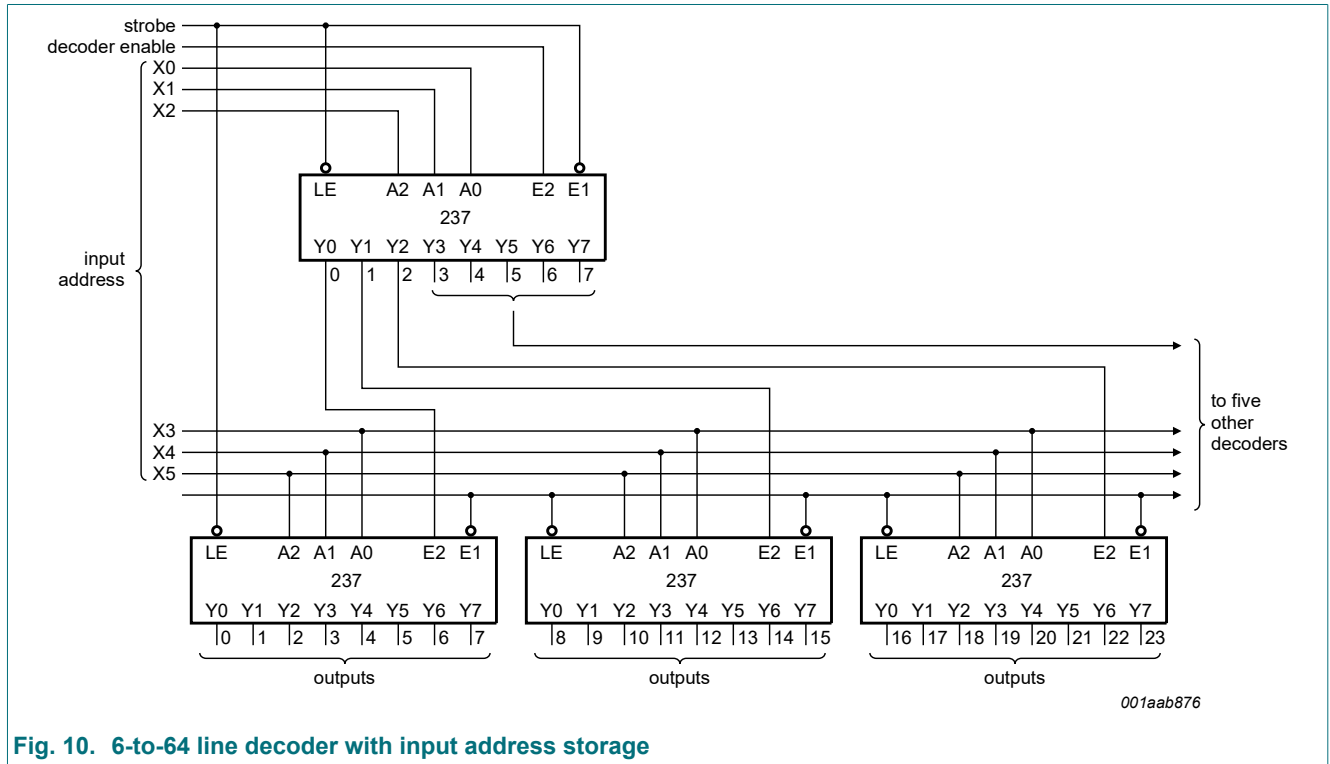 strobe
decoder enable
X0
X1
X2
LE A2 A1 A0 E2 E1
237
Y0 Y1 Y2 Y3 Y4 Y5 Y6 Y7
0 1 2 3 4 5 6 7
input
address
to five
other
decoders
X3
X4
X5
LE A2 A1 A0 E2 E1
237
Y0 Y1 Y2 Y3 Y4 Y5 Y6 Y7
0 1 2 3 4 5 6 7
outputs
LE A2 A1 A0 E2 E1
237
Y0 Y1 Y2 Y3 Y4 Y5 Y6 Y7
8 9 10 11 12 13 14 15
outputs
LE A2 A1 A0 E2 E1
237
Y0 Y1 Y2 Y3 Y4 Y5 Y6 Y7
16 17 18 19 20 21 22 23
outputs
001aab876
Fig. 10. 6-to-64 line decoder with input address storage